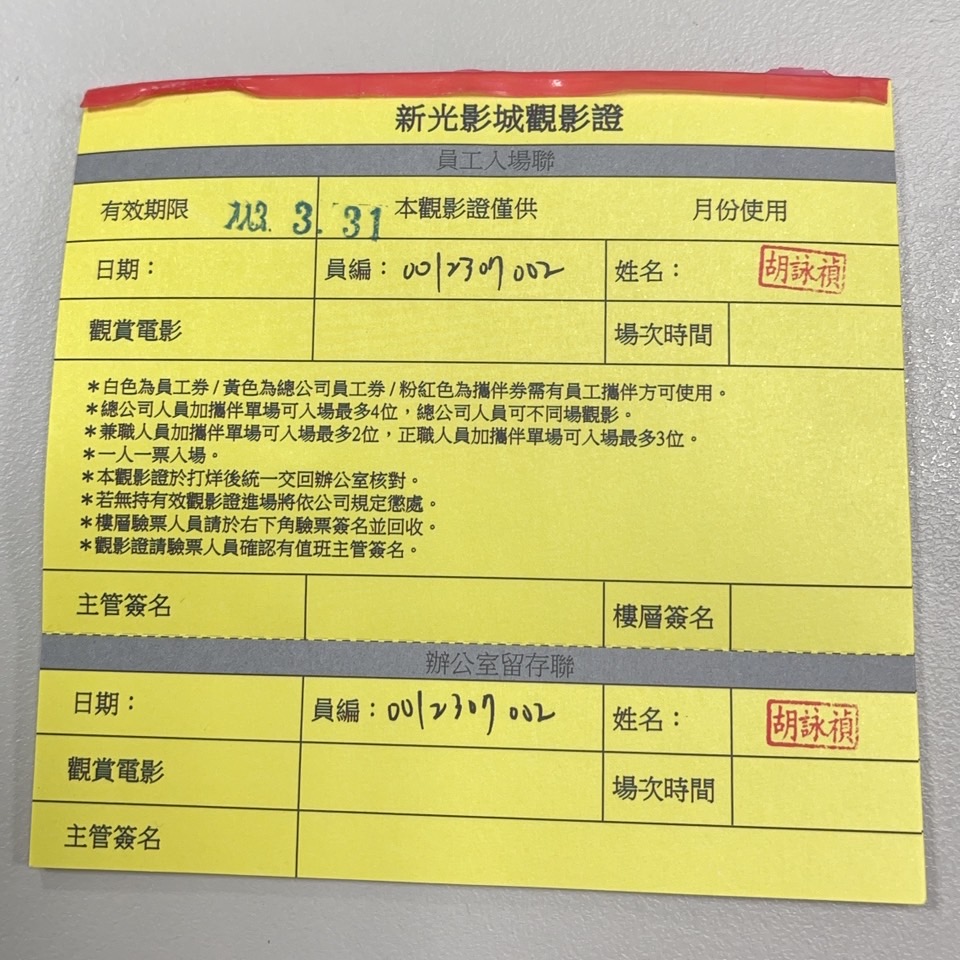 新光影城觀影證
員工入場聯
有效期限 113. 3. 31 本觀影證僅供 月份使用
日期： 員編：0012307002 姓名： 胡詠禎
觀賞電影 場次時間
＊白色為員工券/黃色為總公司員工券/粉紅色為攜伴券需有員工攜伴方可使用。
＊總公司人員加攜伴單場可入場最多4位，總公司人員可不同場觀影。
＊兼職人員加攜伴單場可入場最多2位，正職人員加攜伴單場可入場最多3位。
＊一人一票入場。
＊本觀影證於打烊後統一交回辦公室核對。
＊若無持有效觀影證進場將依公司規定懲處。
＊樓層驗票人員請於右下角驗票簽名並回收。
＊觀影證請驗票人員確認有值班主管簽名。
主管簽名 樓層簽名
辦公室留存聯
日期： 員編：0012307002 姓名： 胡詠禎
觀賞電影 場次時間
主管簽名